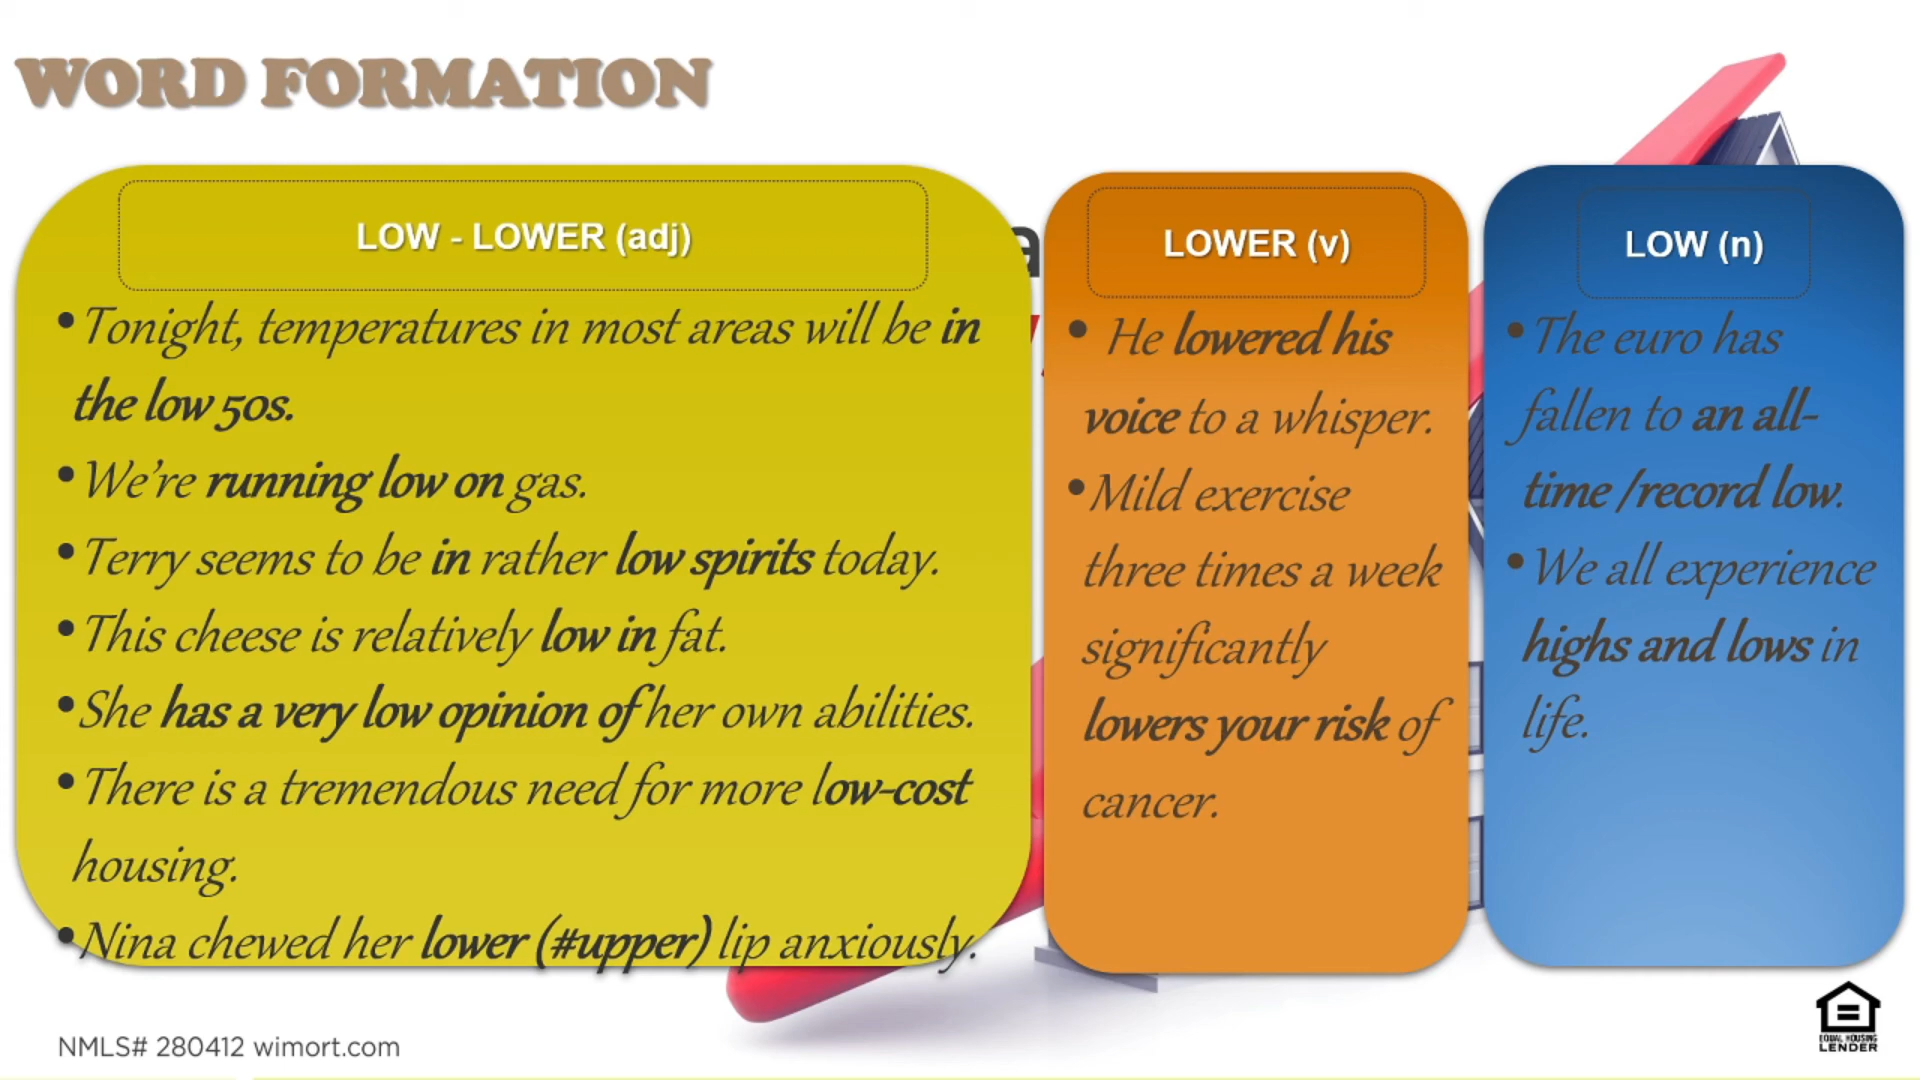 WORD FORMATION
LOW - LOWER (adj)
•Tonight, temperatures in most areas will be in
the low 50s.
•We're running low on gas.
•Terry seems to be in rather low spirits today.
•This cheese is relatively low in fat.
•She has a very low opinion of her own abilities.
•There is a tremendous need for more low-cost
housing.
•Nina chewed her lower (#upper) lip anxiously.
LOWER (v)
• He lowered his
voice to a whisper.
•Mild exercise
three times a week
significantly
lowers your risk of
cancer.
LOW (n)
•The euro has
fallen to an all-
time /record low.
•We all experience
highs and lows in
life.
NMLS# 280412 wimort.com
EQUAL HOUSING
LENDER